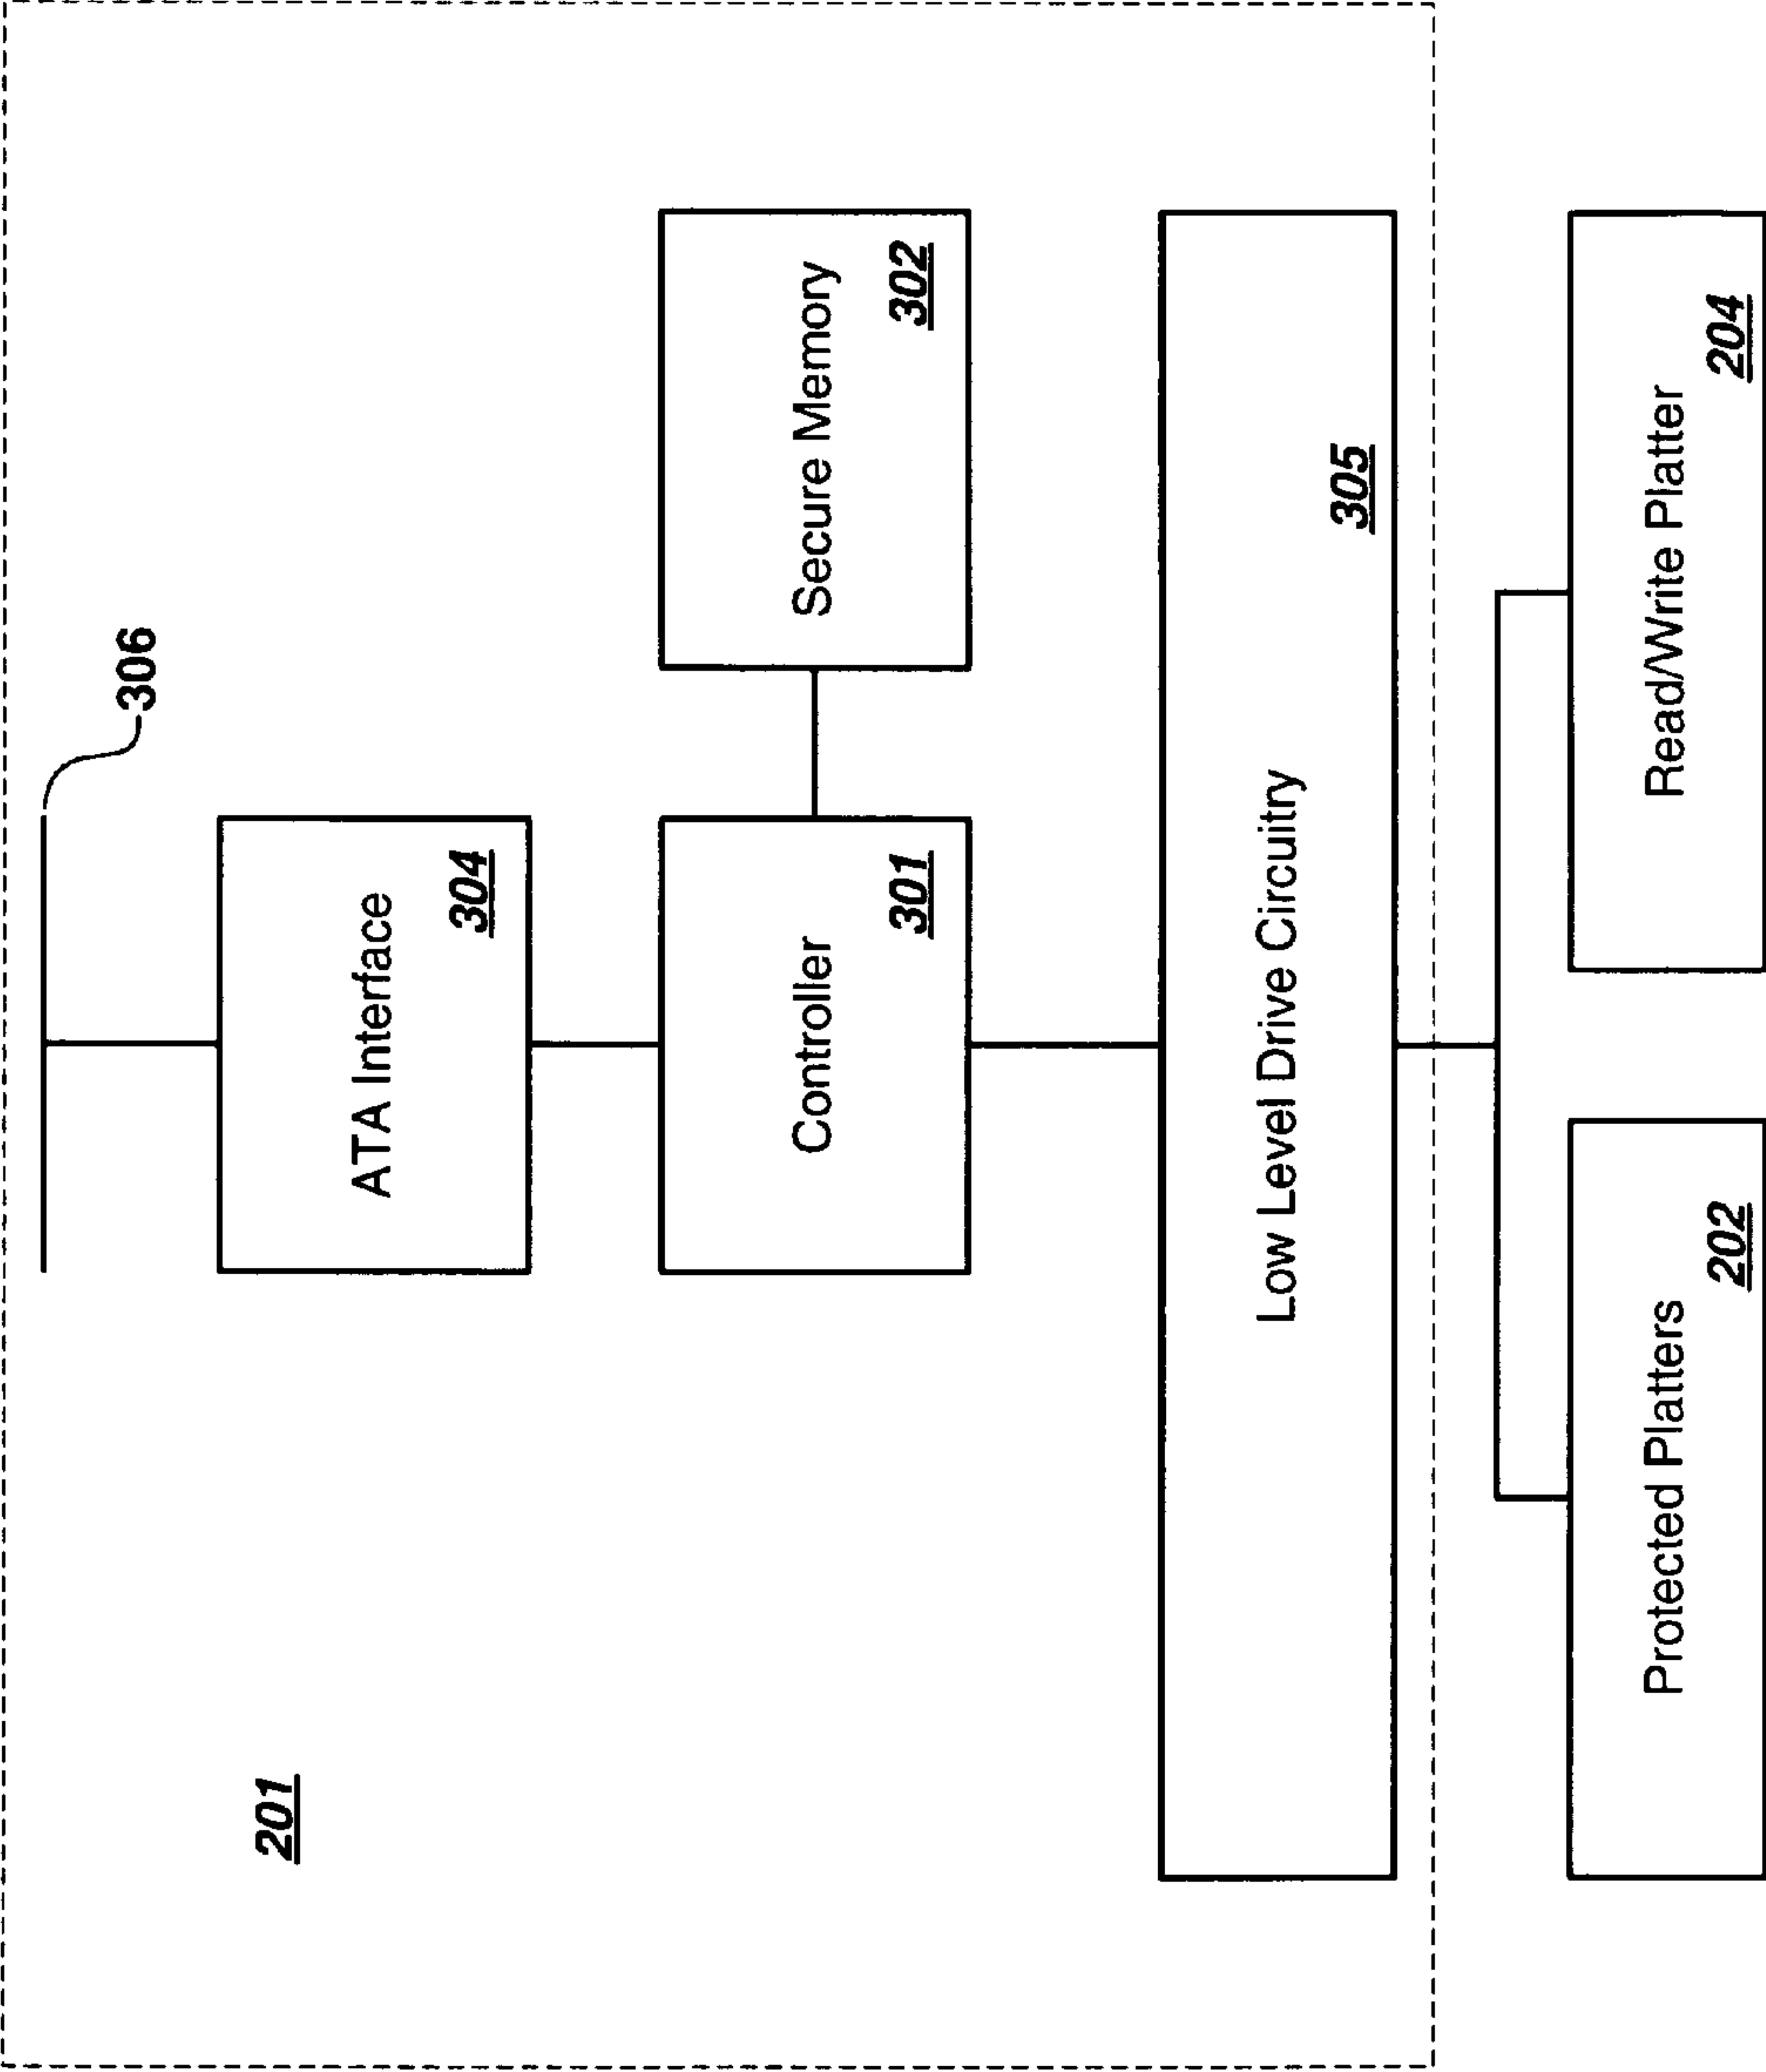 306
ATA Interface
304
Controller
301
Secure Memory
302
201
Low Level Drive Circuitry
305
Protected Platters
202
Read/Write Platter
204